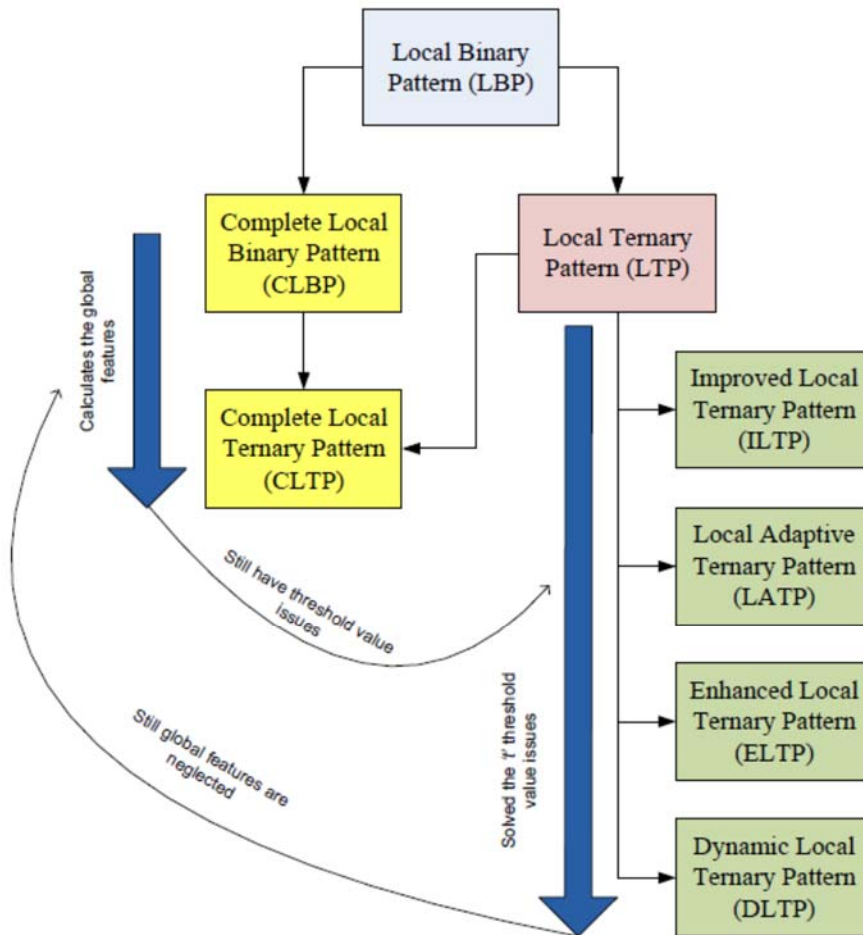 Local Binary
Pattern (LBP)
Complete Local
Binary Pattern
(CLBP)
Local Ternary
Pattern (LTP)
Calculates the global
features
Complete Local
Ternary Pattern
(CLTP)
Improved Local
Ternary Pattern
(ILTP)
Local Adaptive
Ternary Pattern
(LATP)
Still have threshold value
issues
Enhanced Local
Ternary Pattern
(ELTP)
Still global features are
neglected
Solved the 't' threshold
value issues
Dynamic Local
Ternary Pattern
(DLTP)